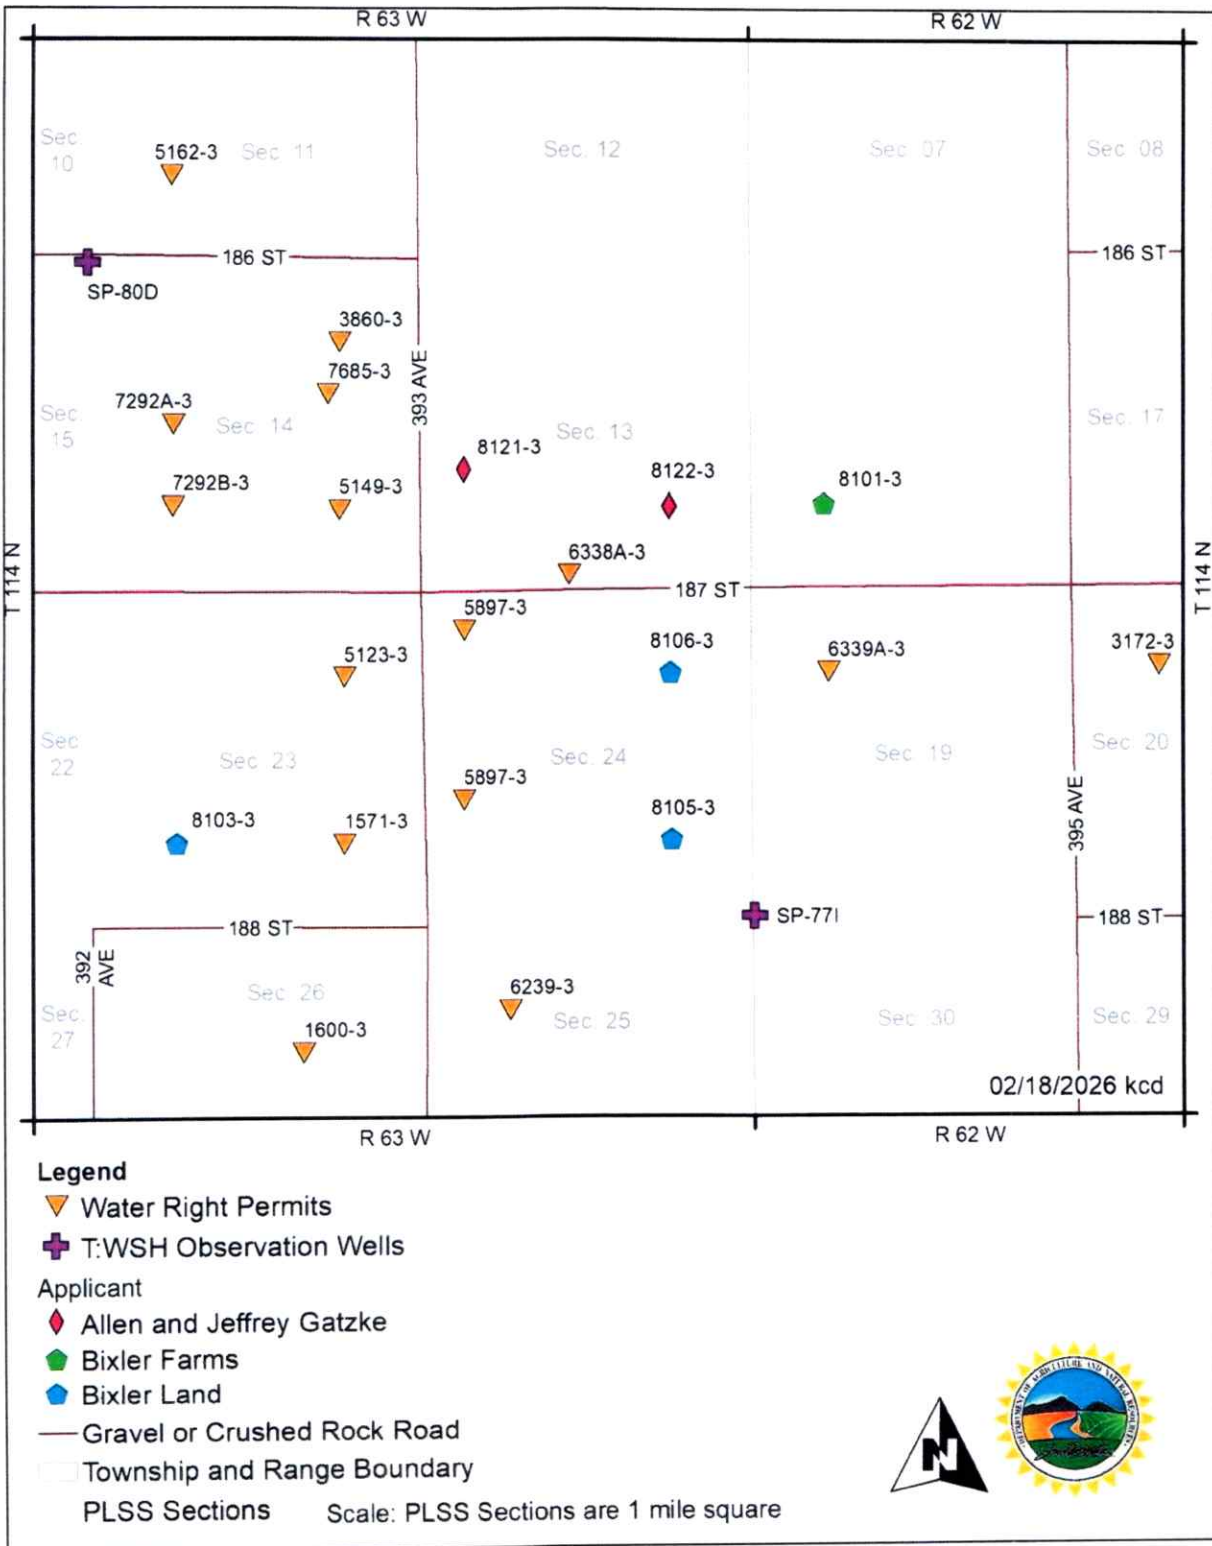 R 63 W
R 62 W
Sec. 10
5162-3
Sec. 11
Sec. 12
Sec. 07
Sec. 08
186 ST
186 ST
SP-80D
3860-3
393 AVE
7685-3
7292A-3
Sec. 15
Sec. 14
Sec. 13
Sec. 17
8121-3
8122-3
8101-3
7292B-3
5149-3
T 114 N
T 114 N
6338A-3
187 ST
5897-3
5123-3
8106-3
6339A-3
3172-3
Sec. 22
Sec. 23
Sec. 24
Sec. 19
Sec. 20
5897-3
395 AVE
8103-3
1571-3
8105-3
SP-77I
188 ST
188 ST
392 AVE
6239-3
Sec. 26
Sec. 27
Sec. 25
Sec. 30
Sec. 29
1600-3
02/18/2026 kcd
R 63 W
R 62 W
Legend
Water Right Permits
T:WSH Observation Wells
Applicant
Allen and Jeffrey Gatzke
Bixler Farms
Bixler Land
Gravel or Crushed Rock Road
Township and Range Boundary
PLSS Sections
Scale: PLSS Sections are 1 mile square
N
DEPARTMENT OF AGRICULTURE AND NATURAL RESOURCES